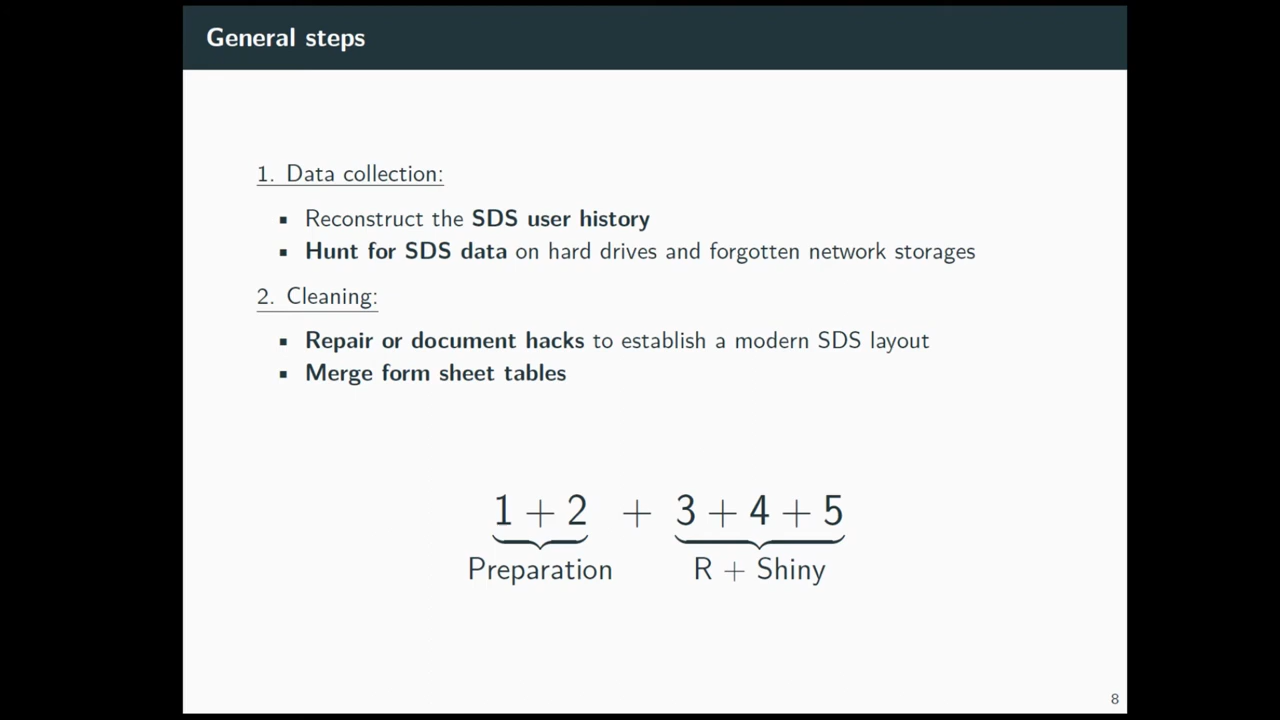 General steps
1. Data collection:
▪ Reconstruct the SDS user history
▪ Hunt for SDS data on hard drives and forgotten network storages
2. Cleaning:
▪ Repair or document hacks to establish a modern SDS layout
▪ Merge form sheet tables
1 + 2 + 3 + 4 + 5
Preparation R + Shiny
8